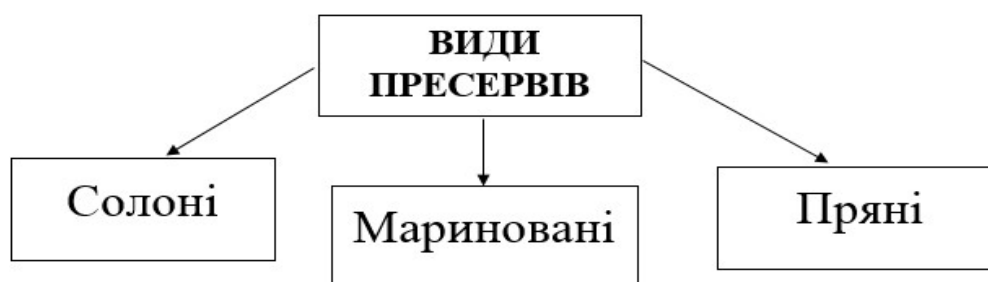 ВИДИ
ПРЕСЕРВІВ
Солоні
Мариновані
Пряні